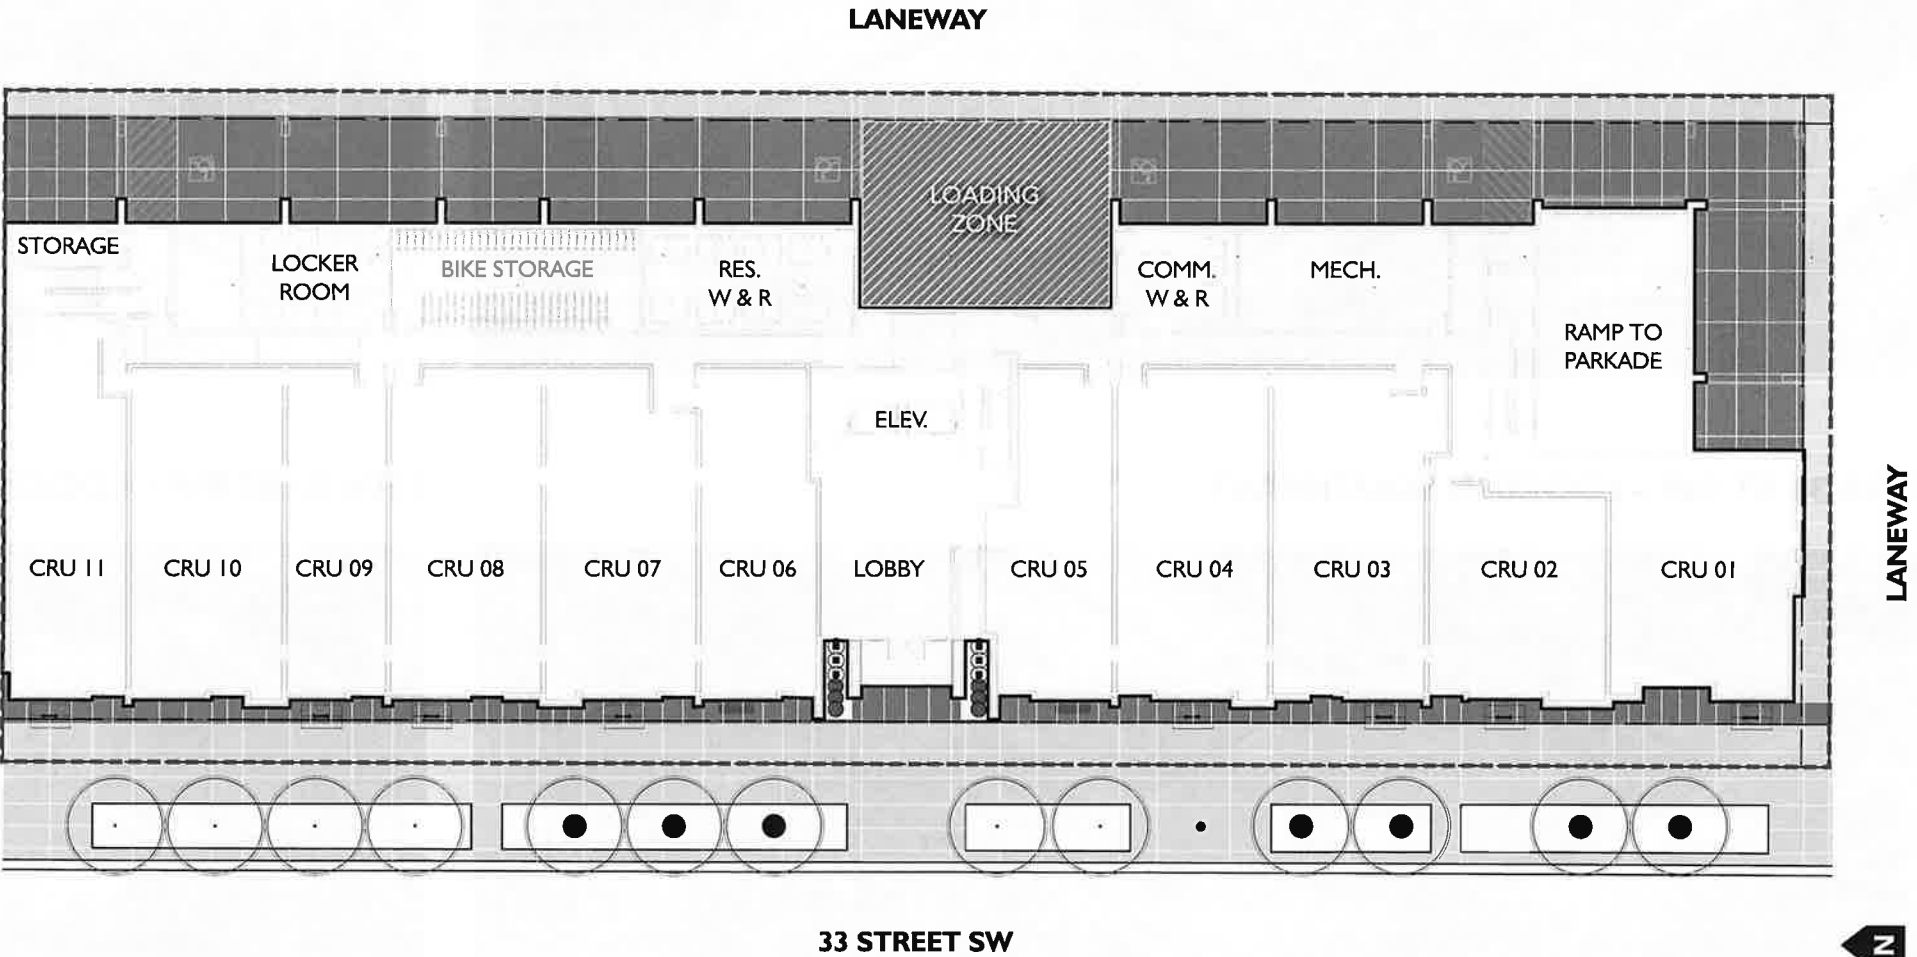 LANEWAY
LOADING
ZONE
STORAGE
LOCKER
ROOM
BIKE STORAGE
RES.
W & R
COMM.
W & R
MECH.
RAMP TO
PARKADE
ELEV.
LANEWAY
CRU 11
CRU 10
CRU 09
CRU 08
CRU 07
CRU 06
LOBBY
CRU 05
CRU 04
CRU 03
CRU 02
CRU 01
33 STREET SW
N